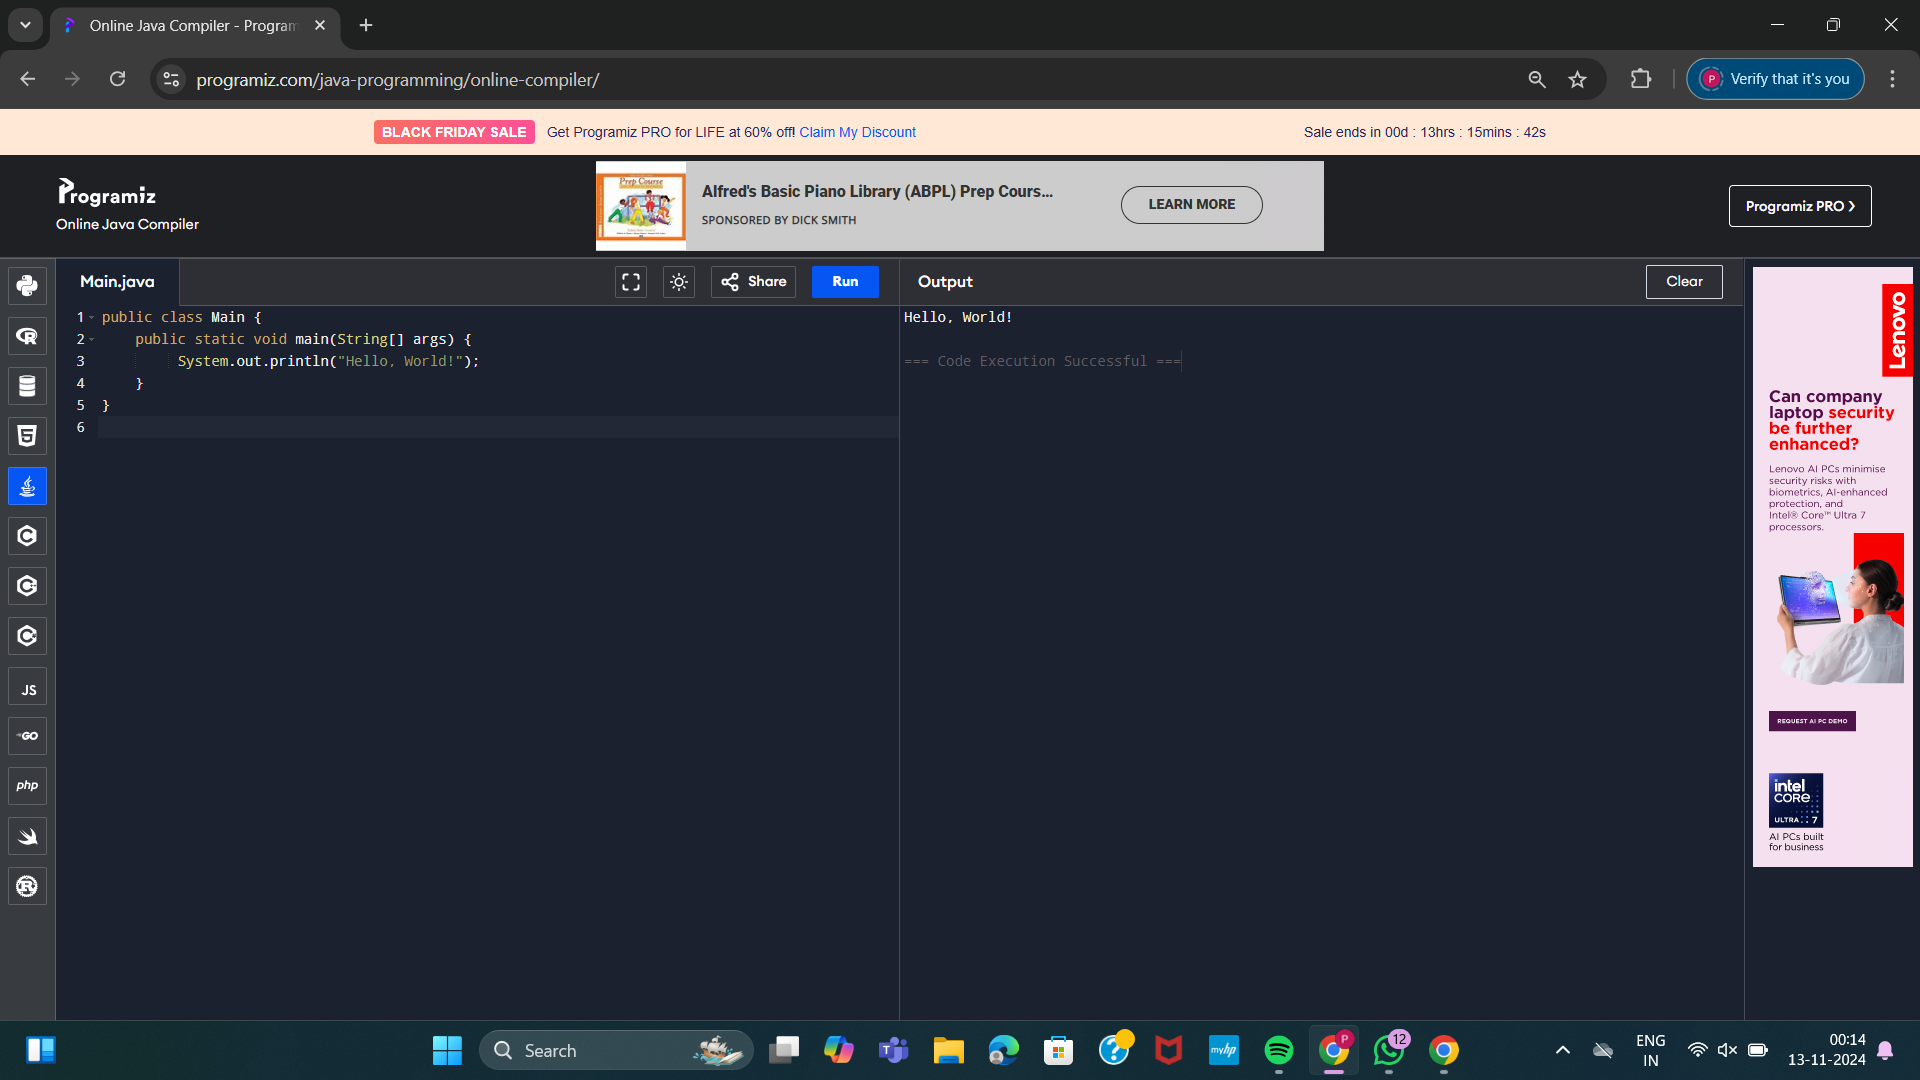 Online Java Compiler - Program
programiz.com/java-programming/online-compiler/
Verify that it's you
BLACK FRIDAY SALE Get Programiz PRO for LIFE at 60% off! Claim My Discount
Sale ends in 00d : 13hrs : 15mins : 42s
Programiz
Online Java Compiler
Prep Course
Alfred's Basic Piano Library (ABPL) Prep Cours...
SPONSORED BY DICK SMITH
LEARN MORE
Programiz PRO >
Main.java
Share
Run
Output
Clear
1 public class Main {
2 public static void main(String[] args) {
3 System.out.println("Hello, World!");
4 }
5 }
6
Hello, World!
=== Code Execution Successful ===
R
5
C
C
C
JS
GO
php
R
Lenovo
Can company
laptop security
be further
enhanced?
Lenovo AI PCs minimise
security risks with
biometrics, AI-enhanced
protection, and
Intel® Core™ Ultra 7
processors.
REQUEST AI PC DEMO
intel
CORE
ULTRA 7
AI PCs built
for business
Search
T
myhp
P
12
ENG
IN
00:14
13-11-2024